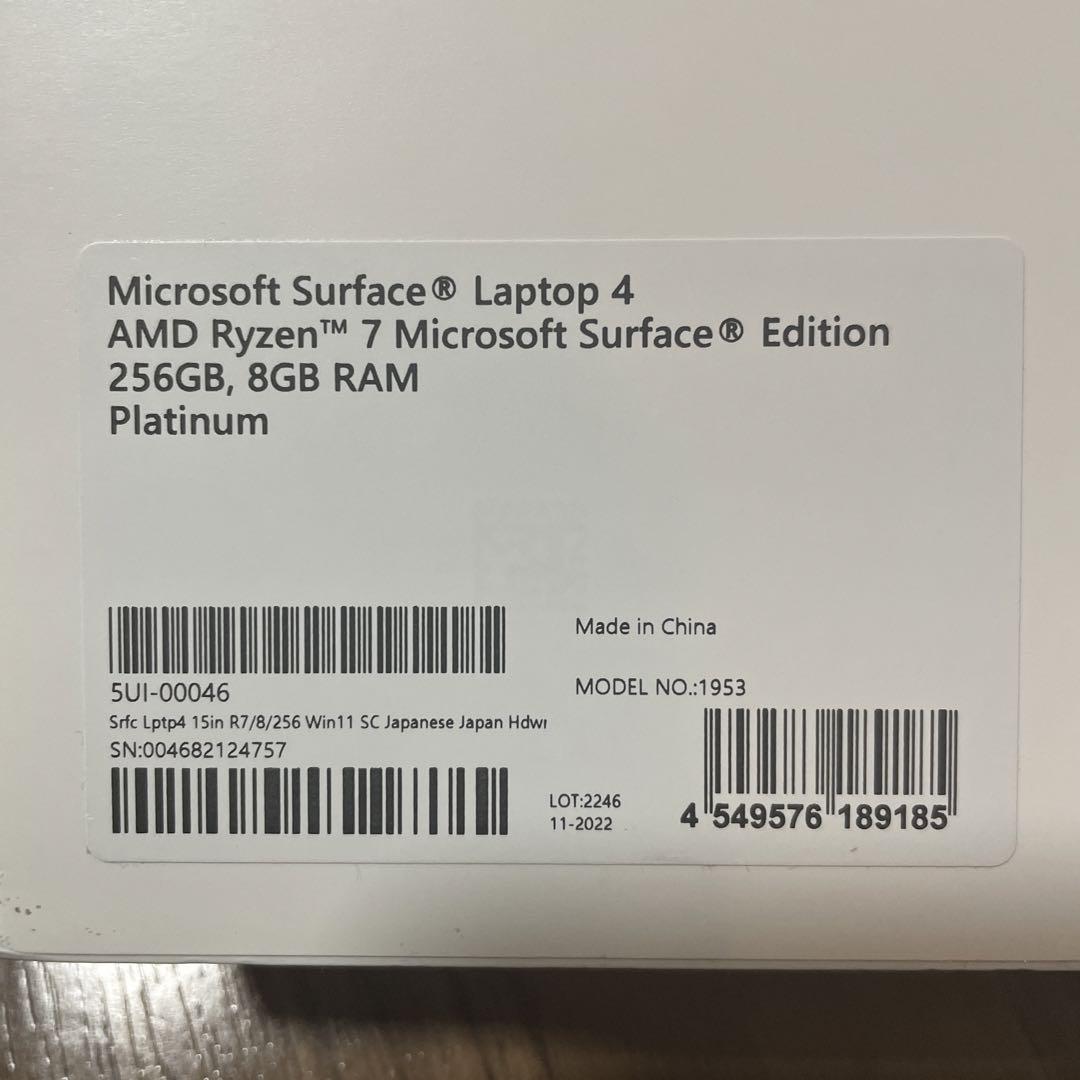 Microsoft Surface® Laptop 4
AMD Ryzen™ 7 Microsoft Surface® Edition
256GB, 8GB RAM
Platinum
5UI-00046
Srfc Lptp4 15in R7/8/256 Win11 SC Japanese Japan Hdwr
SN:004682124757
Made in China
MODEL NO.:1953
LOT:2246
11-2022
4 549576 189185